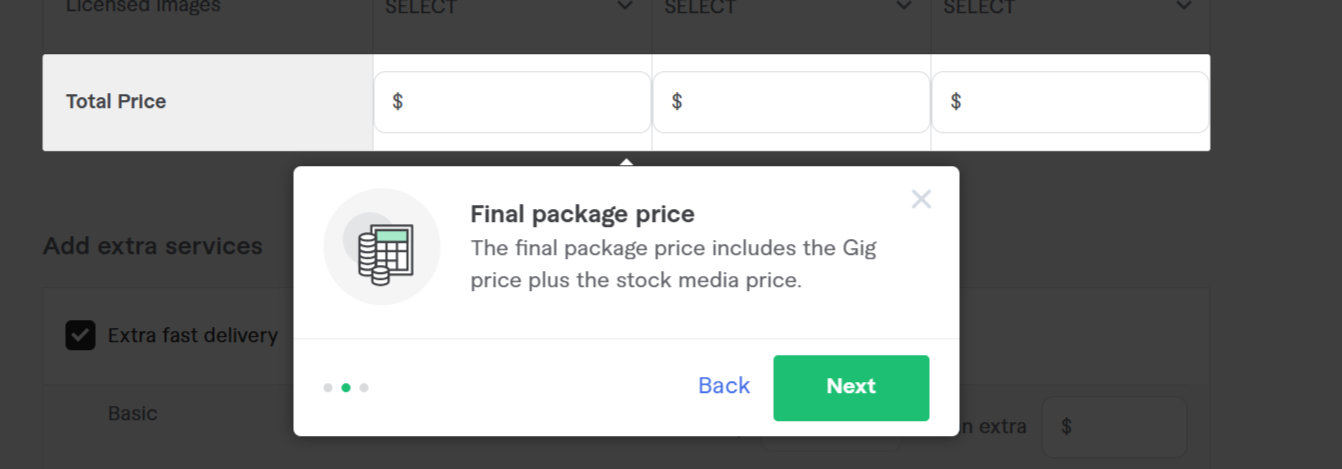 Licensed Images SELECT SELECT SELECT
Total Price $ $ $
Final package price
The final package price includes the Gig
price plus the stock media price.
Add extra services
Extra fast delivery
Back Next
Basic
n extra $